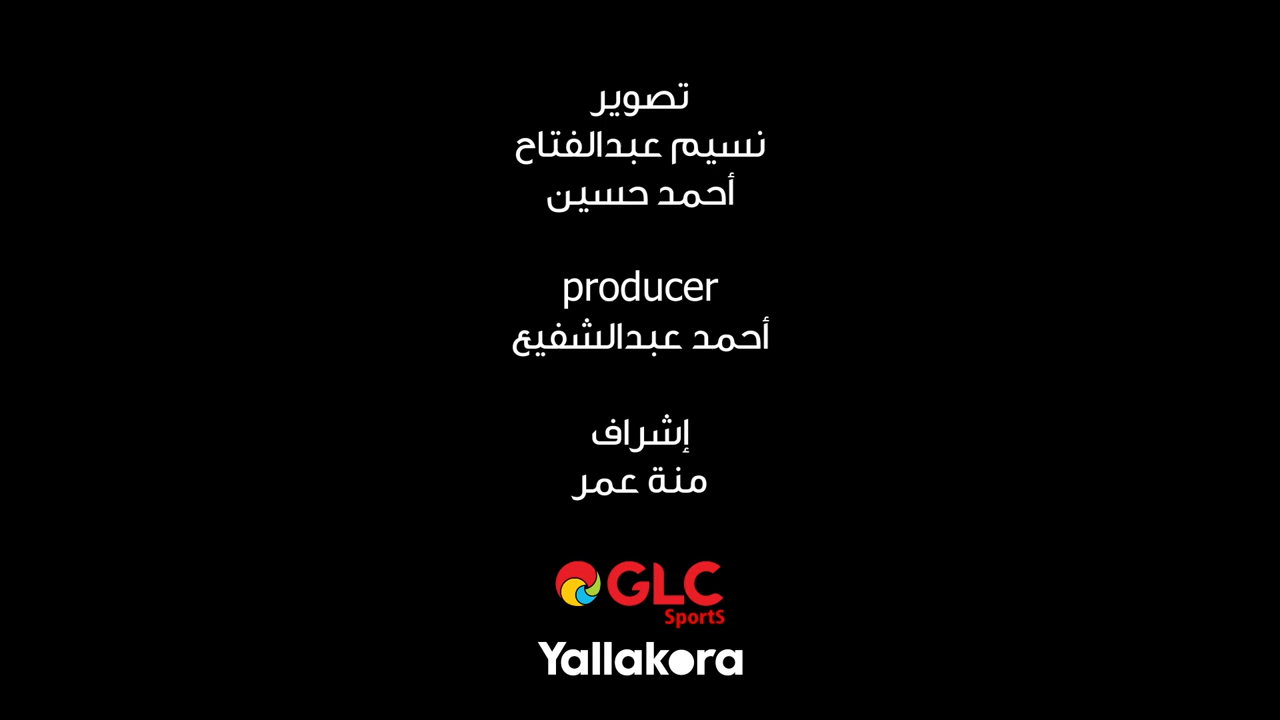 تصوير
نسيم عبدالفتاح
أحمد حسين
producer
أحمد عبدالشفيع
إشراف
منة عمر
GLC
Sports
Yallakora